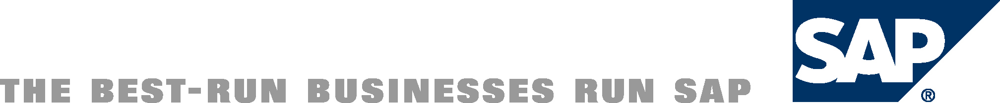 THE BEST-RUN BUSINESSES RUN SAP
SAP
®